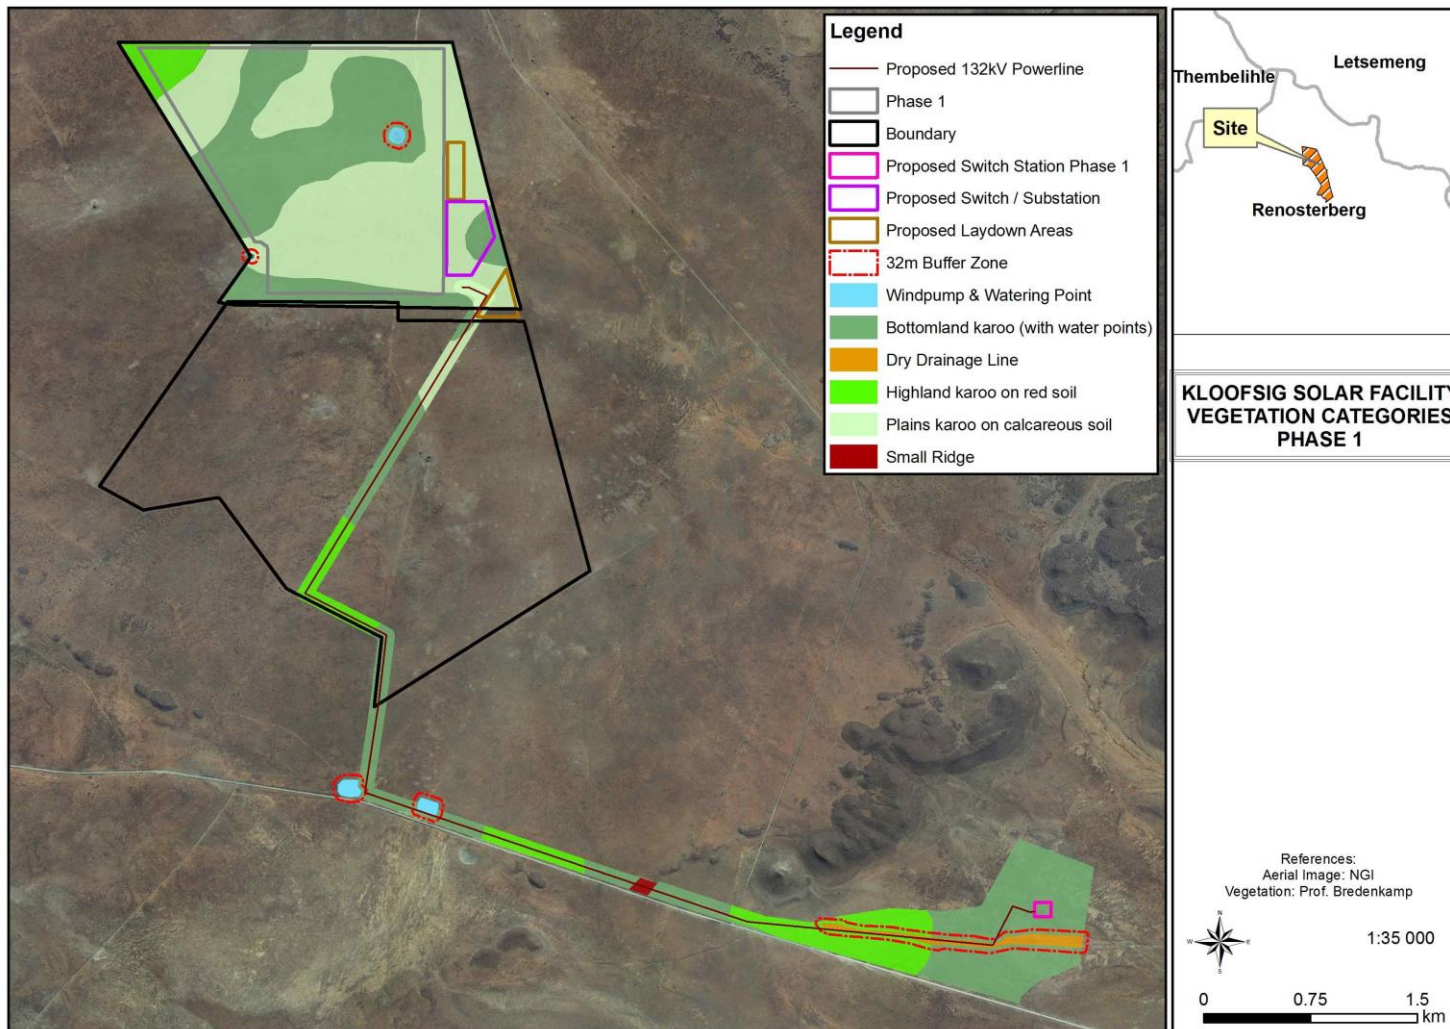 Legend
Proposed 132kV Powerline
Phase 1
Boundary
Proposed Switch Station Phase 1
Proposed Switch / Substation
Proposed Laydown Areas
32m Buffer Zone
Windpump & Watering Point
Bottomland karoo (with water points)
Dry Drainage Line
Highland karoo on red soil
Plains karoo on calcareous soil
Small Ridge
Thembelihle
Letsemeng
Site
Renosterberg
KLOOFSIG SOLAR FACILITY
VEGETATION CATEGORIES
PHASE 1
References:
Aerial Image: NGI
Vegetation: Prof. Bredenkamp
N
W E
S
1:35 000
0 0.75 1.5
km